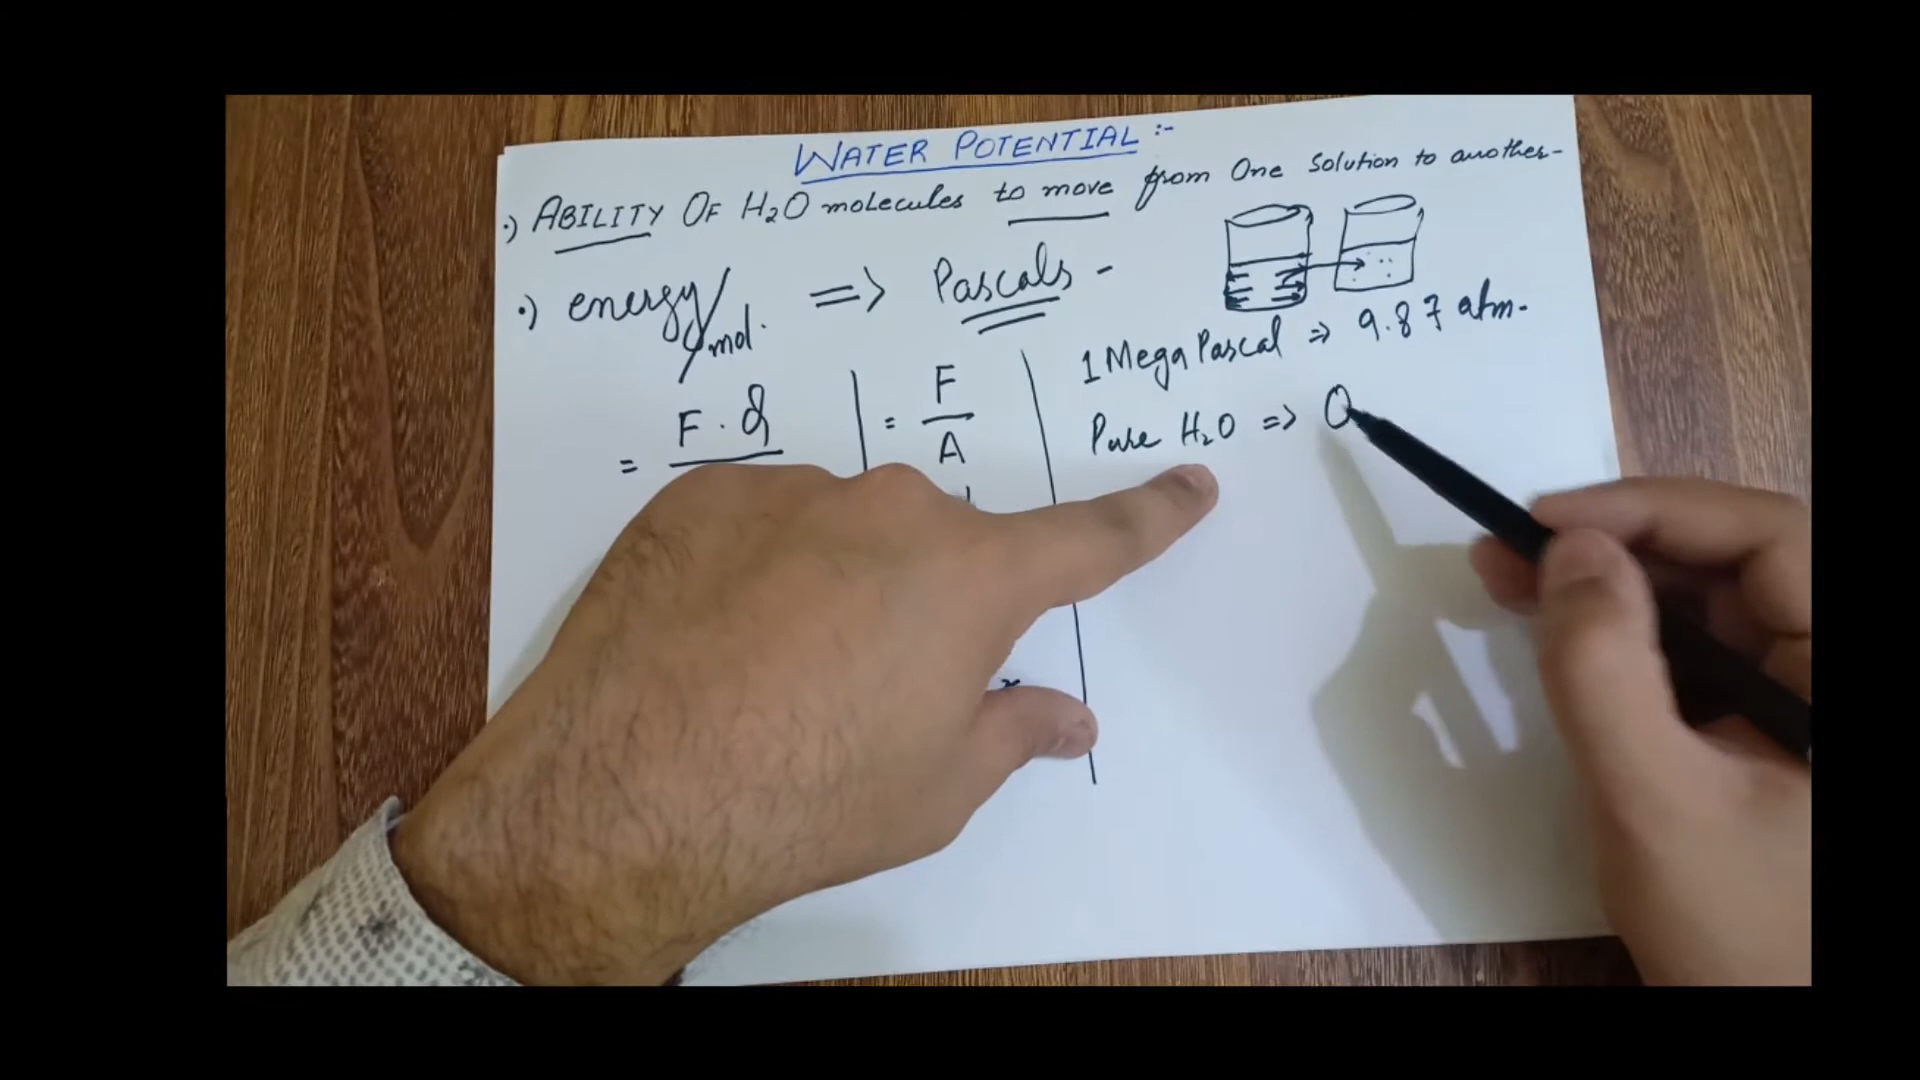 WATER POTENTIAL :-
·) ABILITY OF H₂O molecules to move from One Solution to another-
·) energy/mol. => Pascals -
1 Mega Pascal => 9.87 atm.
= F . d
= F
A
Pure H₂O => 0